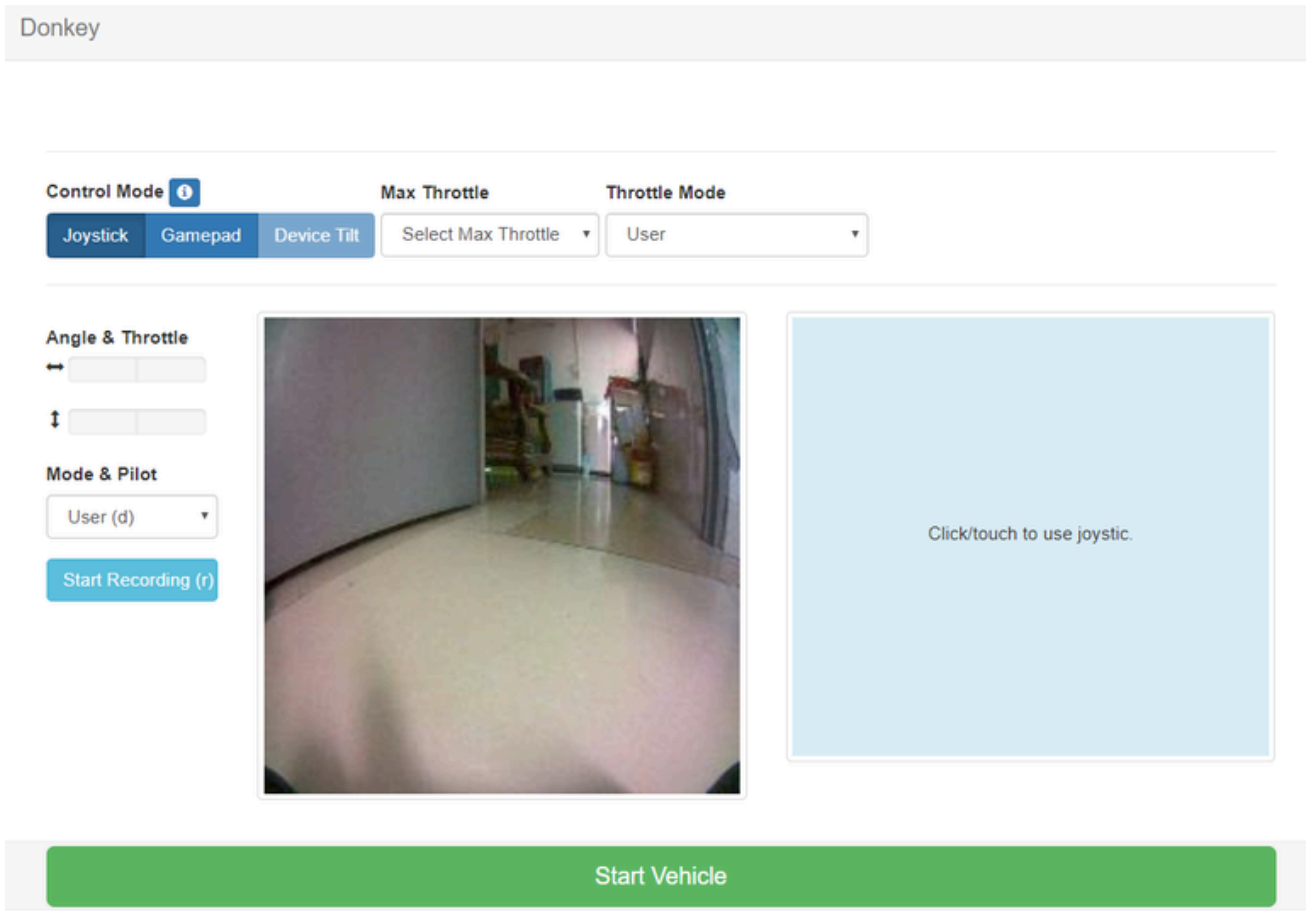 Donkey
Control Mode
Max Throttle
Throttle Mode
Joystick Gamepad Device Tilt Select Max Throttle User
Angle & Throttle
Mode & Pilot
User (d)
Start Recording (r)
Click/touch to use joystic.
Start Vehicle